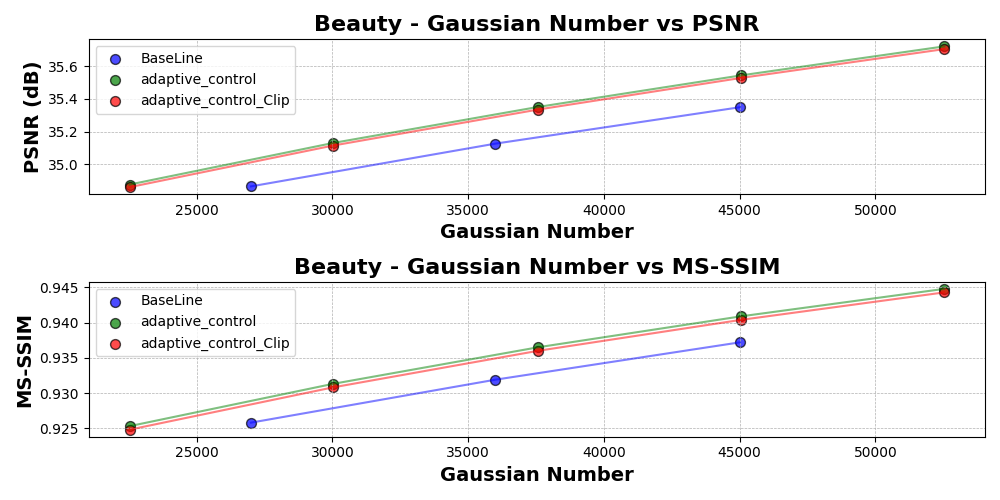 Beauty - Gaussian Number vs PSNR
BaseLine
adaptive_control
adaptive_control_Clip
PSNR (dB)
35.6
35.4
35.2
35.0
25000 30000 35000 40000 45000 50000
Gaussian Number
Beauty - Gaussian Number vs MS-SSIM
BaseLine
adaptive_control
adaptive_control_Clip
MS-SSIM
0.945
0.940
0.935
0.930
0.925
25000 30000 35000 40000 45000 50000
Gaussian Number